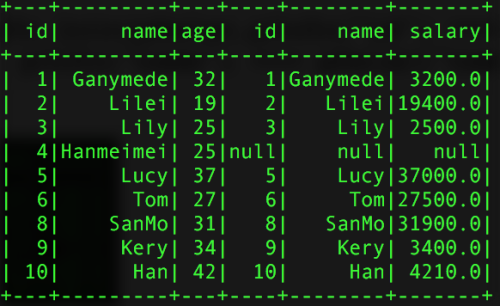 +---+---------+---+----+--------+-------+
| id|     name|age|  id|    name| salary|
+---+---------+---+----+--------+-------+
|  1| Ganymede| 32|   1|Ganymede| 3200.0|
|  2|    Lilei| 19|   2|   Lilei|19400.0|
|  3|     Lily| 25|   3|    Lily| 2500.0|
|  4|Hanmeimei| 25|null|    null|   null|
|  5|     Lucy| 37|   5|    Lucy|37000.0|
|  6|      Tom| 27|   6|     Tom|27500.0|
|  8|    SanMo| 31|   8|   SanMo|31900.0|
|  9|     Kery| 34|   9|    Kery| 3400.0|
| 10|      Han| 42|  10|     Han| 4210.0|
+---+---------+---+----+--------+-------+